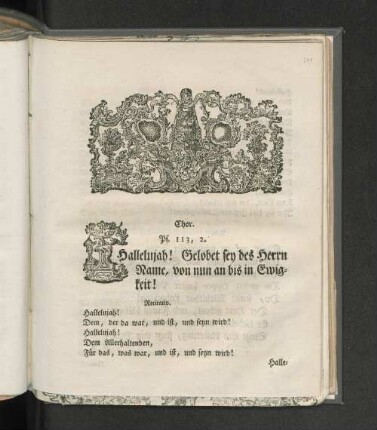 Chor.
Ps. 113, 2.
Hallelujah! Gelobet sey des Herrn
Name, von nun an bis in Ewig-
keit!
Recitativ.
Hallelujah!
Dem, der da war, und ist, und seyn wird!
Hallelujah!
Dem Allerhaltenden,
Für das, was war, und ist, und seyn wird!
Halle-